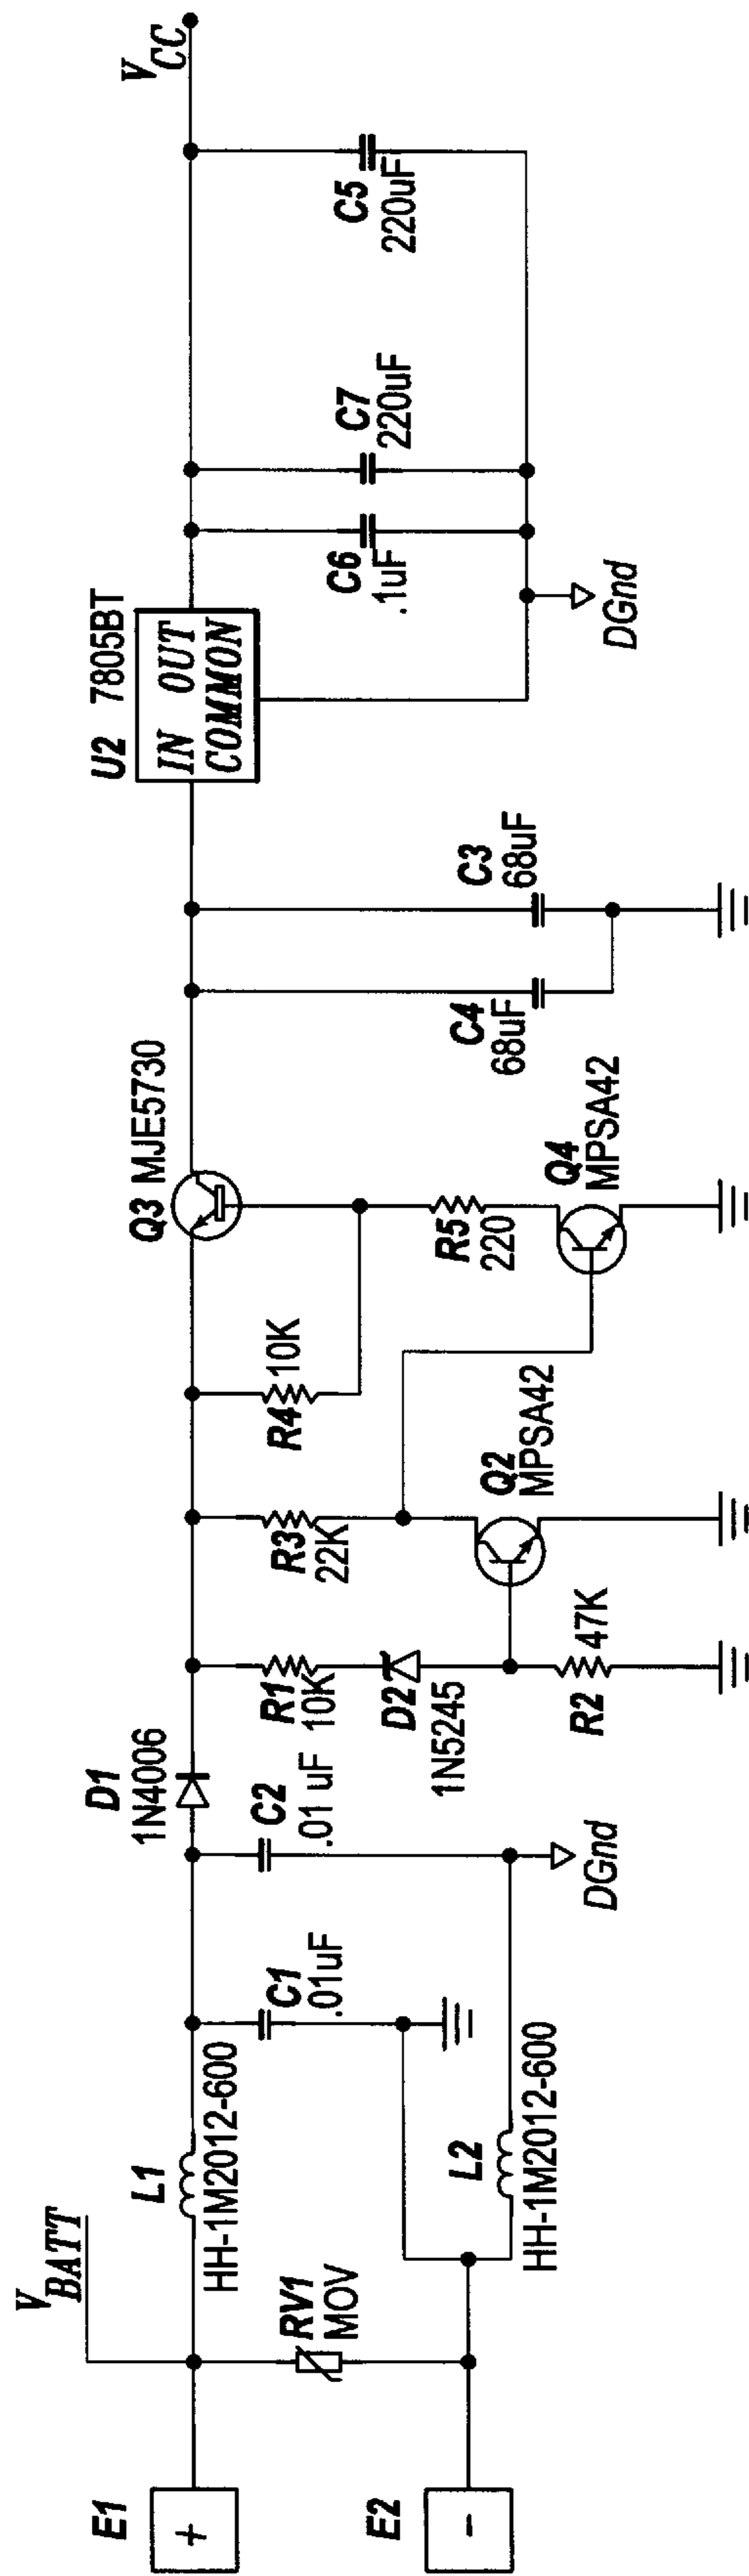 E1
+
E2
-
V
BATT
RV1
MOV
L1
HH-1M2012-600
L2
HH-1M2012-600
C1
.01uF
C2
.01 uF
DGnd
D1
1N4006
R1
10K
D2
1N5245
R2
47K
R3
22K
Q2
MPSA42
R4
10K
Q3 MJE5730
R5
220
Q4
MPSA42
C4
68uF
C3
68uF
U2 7805BT
IN OUT
COMMON
DGnd
C6
.1uF
C7
220uF
C5
220uF
V
CC